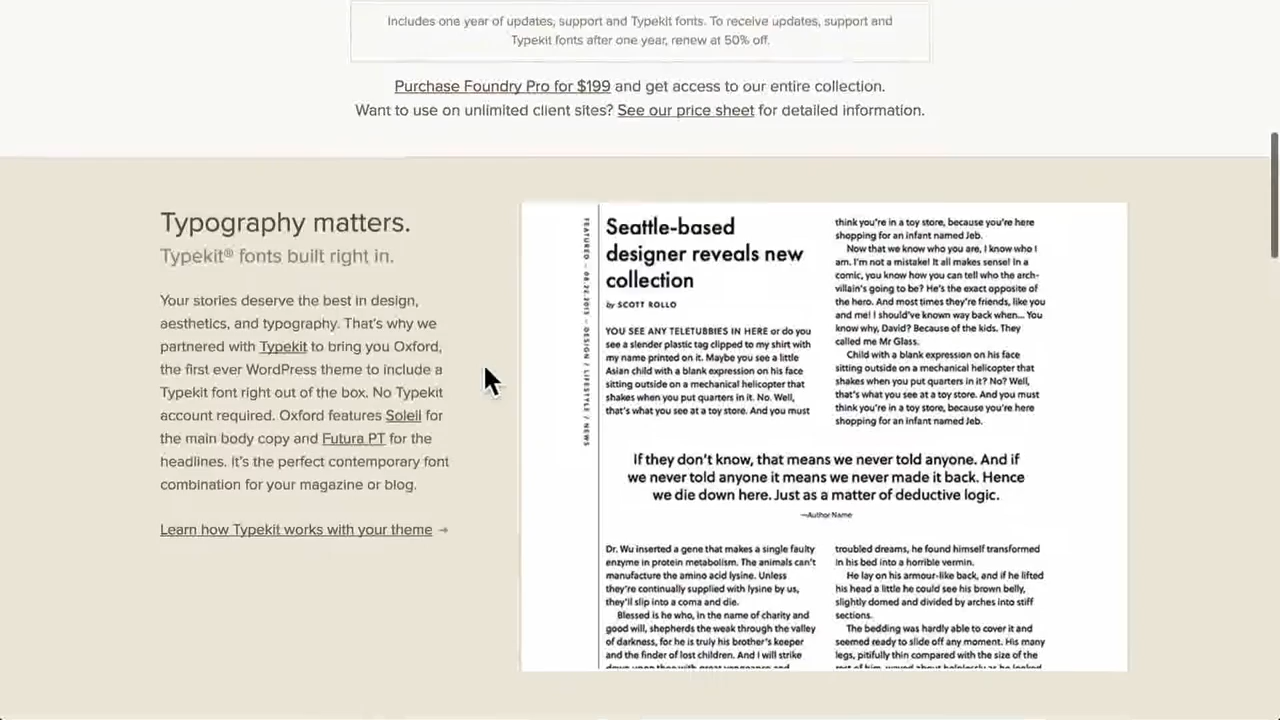 Includes one year of updates, support and Typekit fonts. To receive updates, support and
Typekit fonts after one year, renew at 50% off.
Purchase Foundry Pro for $199 and get access to our entire collection.
Want to use on unlimited client sites? See our price sheet for detailed information.
Typography matters.
Typekit® fonts built right in.
Your stories deserve the best in design,
aesthetics, and typography. That's why we
partnered with Typekit to bring you Oxford,
the first ever WordPress theme to include a
Typekit font right out of the box. No Typekit
account required. Oxford features Soleil for
the main body copy and Futura PT for the
headlines. It's the perfect contemporary font
combination for your magazine or blog.
Learn how Typekit works with your theme →
FEATURED – 08.22.2013 – DESIGN / LIFESTYLE / NEWS
Seattle-based
designer reveals new
collection
by SCOTT ROLLO
YOU SEE ANY TELETUBBIES IN HERE or do you
see a slender plastic tag clipped to my shirt with
my name printed on it. Maybe you see a little
Asian child with a blank expression on his face
sitting outside on a mechanical helicopter that
shakes when you put quarters in it. No. Well,
that's what you see at a toy store. And you must
think you're in a toy store, because you're here
shopping for an infant named Jeb.
Now that we know who you are, I know who I
am. I'm not a mistake! It all makes sense! In a
comic, you know how you can tell who the arch-
villain's going to be? He's the exact opposite of
the hero. And most times they're friends, like you
and me! I should've known way back when... You
know why, David? Because of the kids. They
called me Mr Glass.
Child with a blank expression on his face
sitting outside on a mechanical helicopter that
shakes when you put quarters in it? No? Well,
that's what you see at a toy store. And you must
think you're in a toy store, because you're here
shopping for an infant named Jeb.
If they don't know, that means we never told anyone. And if
we never told anyone it means we never made it back. Hence
we die down here. Just as a matter of deductive logic.
—Author Name
Dr. Wu inserted a gene that makes a single faulty
enzyme in protein metabolism. The animals can't
manufacture the amino acid lysine. Unless
they're continually supplied with lysine by us,
they'll slip into a coma and die.
Blessed is he who, in the name of charity and
good will, shepherds the weak through the valley
of darkness, for he is truly his brother's keeper
and the finder of lost children. And I will strike
down upon thee with great vengeance and
troubled dreams, he found himself transformed
in his bed into a horrible vermin.
He lay on his armour-like back, and if he lifted
his head a little he could see his brown belly,
slightly domed and divided by arches into stiff
sections.
The bedding was hardly able to cover it and
seemed ready to slide off any moment. His many
legs, pitifully thin compared with the size of the
rest of him, waved about helplessly as he looked